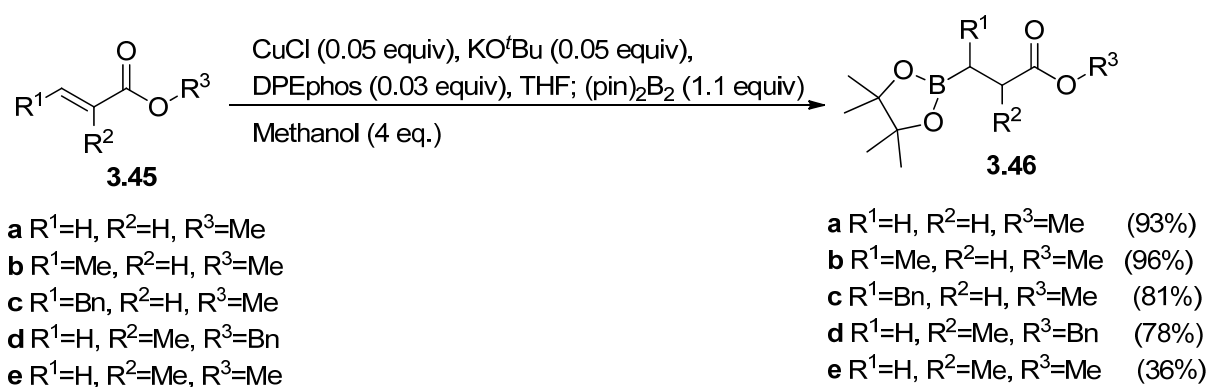 R¹ O O R³ R²
3.45
CuCl (0.05 equiv), KOᵗBu (0.05 equiv),
DPEphos (0.03 equiv), THF; (pin)₂B₂ (1.1 equiv)
Methanol (4 eq.)
O B O R¹ R² O O R³
3.46
a R¹=H, R²=H, R³=Me
b R¹=Me, R²=H, R³=Me
c R¹=Bn, R²=H, R³=Me
d R¹=H, R²=Me, R³=Bn
e R¹=H, R²=Me, R³=Me
a R¹=H, R²=H, R³=Me (93%)
b R¹=Me, R²=H, R³=Me (96%)
c R¹=Bn, R²=H, R³=Me (81%)
d R¹=H, R²=Me, R³=Bn (78%)
e R¹=H, R²=Me, R³=Me (36%)